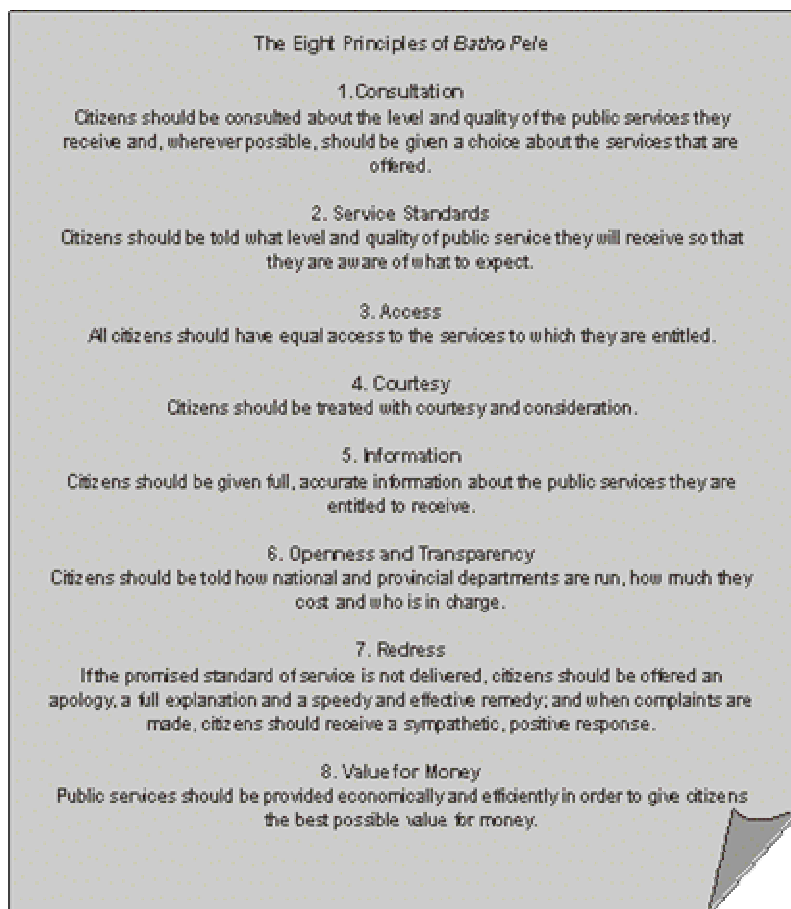 The Eight Principles of Batho Pele
1.Consultation
Citizens should be consulted about the level and quality of the public services they
receive and, wherever possible, should be given a choice about the services that are
offered.
2. Service Standards
Citizens should be told what level and quality of public service they will receive so that
they are aware of what to expect.
3. Access
All citizens should have equal access to the services to which they are entitled.
4. Courtesy
Citizens should be treated with courtesy and consideration.
5. Information
Citizens should be given full, accurate information about the public services they are
entitled to receive.
6. Openness and Transparency
Citizens should be told how national and provincial departments are run, how much they
cost and who is in charge.
7. Redress
If the promised standard of service is not delivered, citizens should be offered an
apology, a full explanation and a speedy and effective remedy; and when complaints are
made, citizens should receive a sympathetic, positive response.
8. Value for Money
Public services should be provided economically and efficiently in order to give citizens
the best possible value for money.